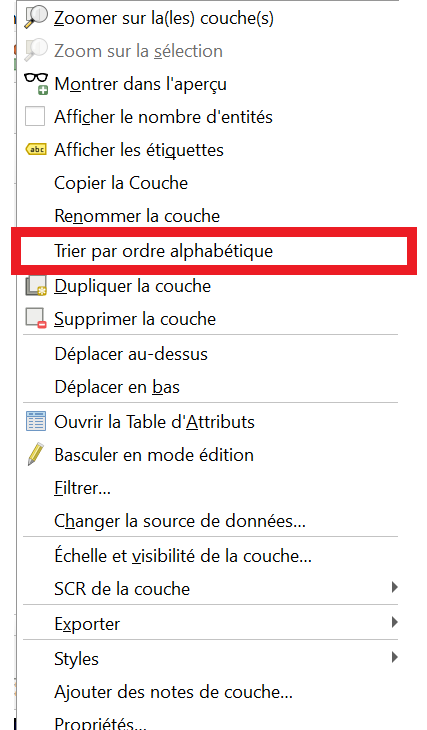 Zoomer sur la(les) couche(s)
Zoom sur la sélection
Montrer dans l'aperçu
Afficher le nombre d'entités
abc Afficher les étiquettes
Copier la Couche
Renommer la couche
Trier par ordre alphabétique
Dupliquer la couche
Supprimer la couche
Déplacer au-dessus
Déplacer en bas
Ouvrir la Table d'Attributs
Basculer en mode édition
Filtrer...
Changer la source de données...
Échelle et visibilité de la couche...
SCR de la couche
Exporter
Styles
Ajouter des notes de couche...
Propriétés...